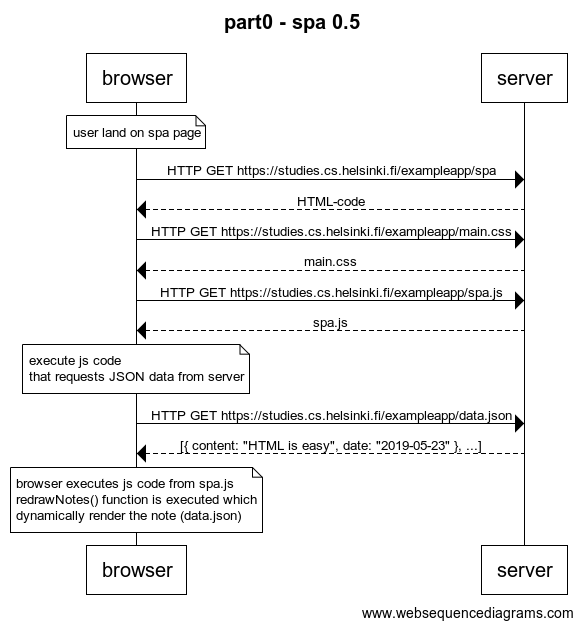 part0 - spa 0.5
browser
server
user land on spa page
HTTP GET https://studies.cs.helsinki.fi/exampleapp/spa
HTML-code
HTTP GET https://studies.cs.helsinki.fi/exampleapp/main.css
main.css
HTTP GET https://studies.cs.helsinki.fi/exampleapp/spa.js
spa.js
execute js code
that requests JSON data from server
HTTP GET https://studies.cs.helsinki.fi/exampleapp/data.json
[{ content: "HTML is easy", date: "2019-05-23" }, ...]
browser executes js code from spa.js
redrawNotes() function is executed which
dynamically render the note (data.json)
browser
server
www.websequencediagrams.com